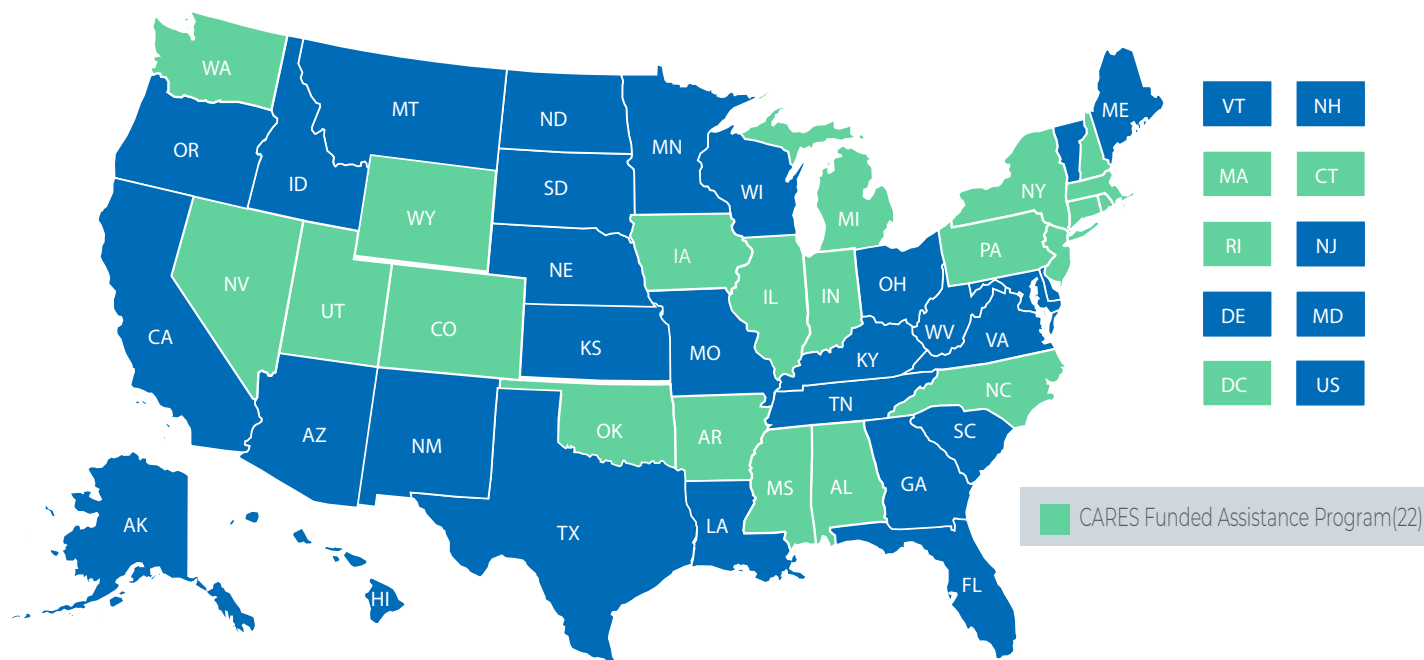 WA
MT
ND
MN
ME
OR
ID
SD
WI
WY
MI
NY
NV
UT
CO
NE
IA
IL
IN
OH
PA
CA
KS
MO
KY
WV
VA
AZ
NM
OK
AR
TN
NC
SC
MS
AL
GA
TX
LA
FL
AK
HI
VT NH
MA CT
RI NJ
DE MD
DC US
CARES Funded Assistance Program(22)